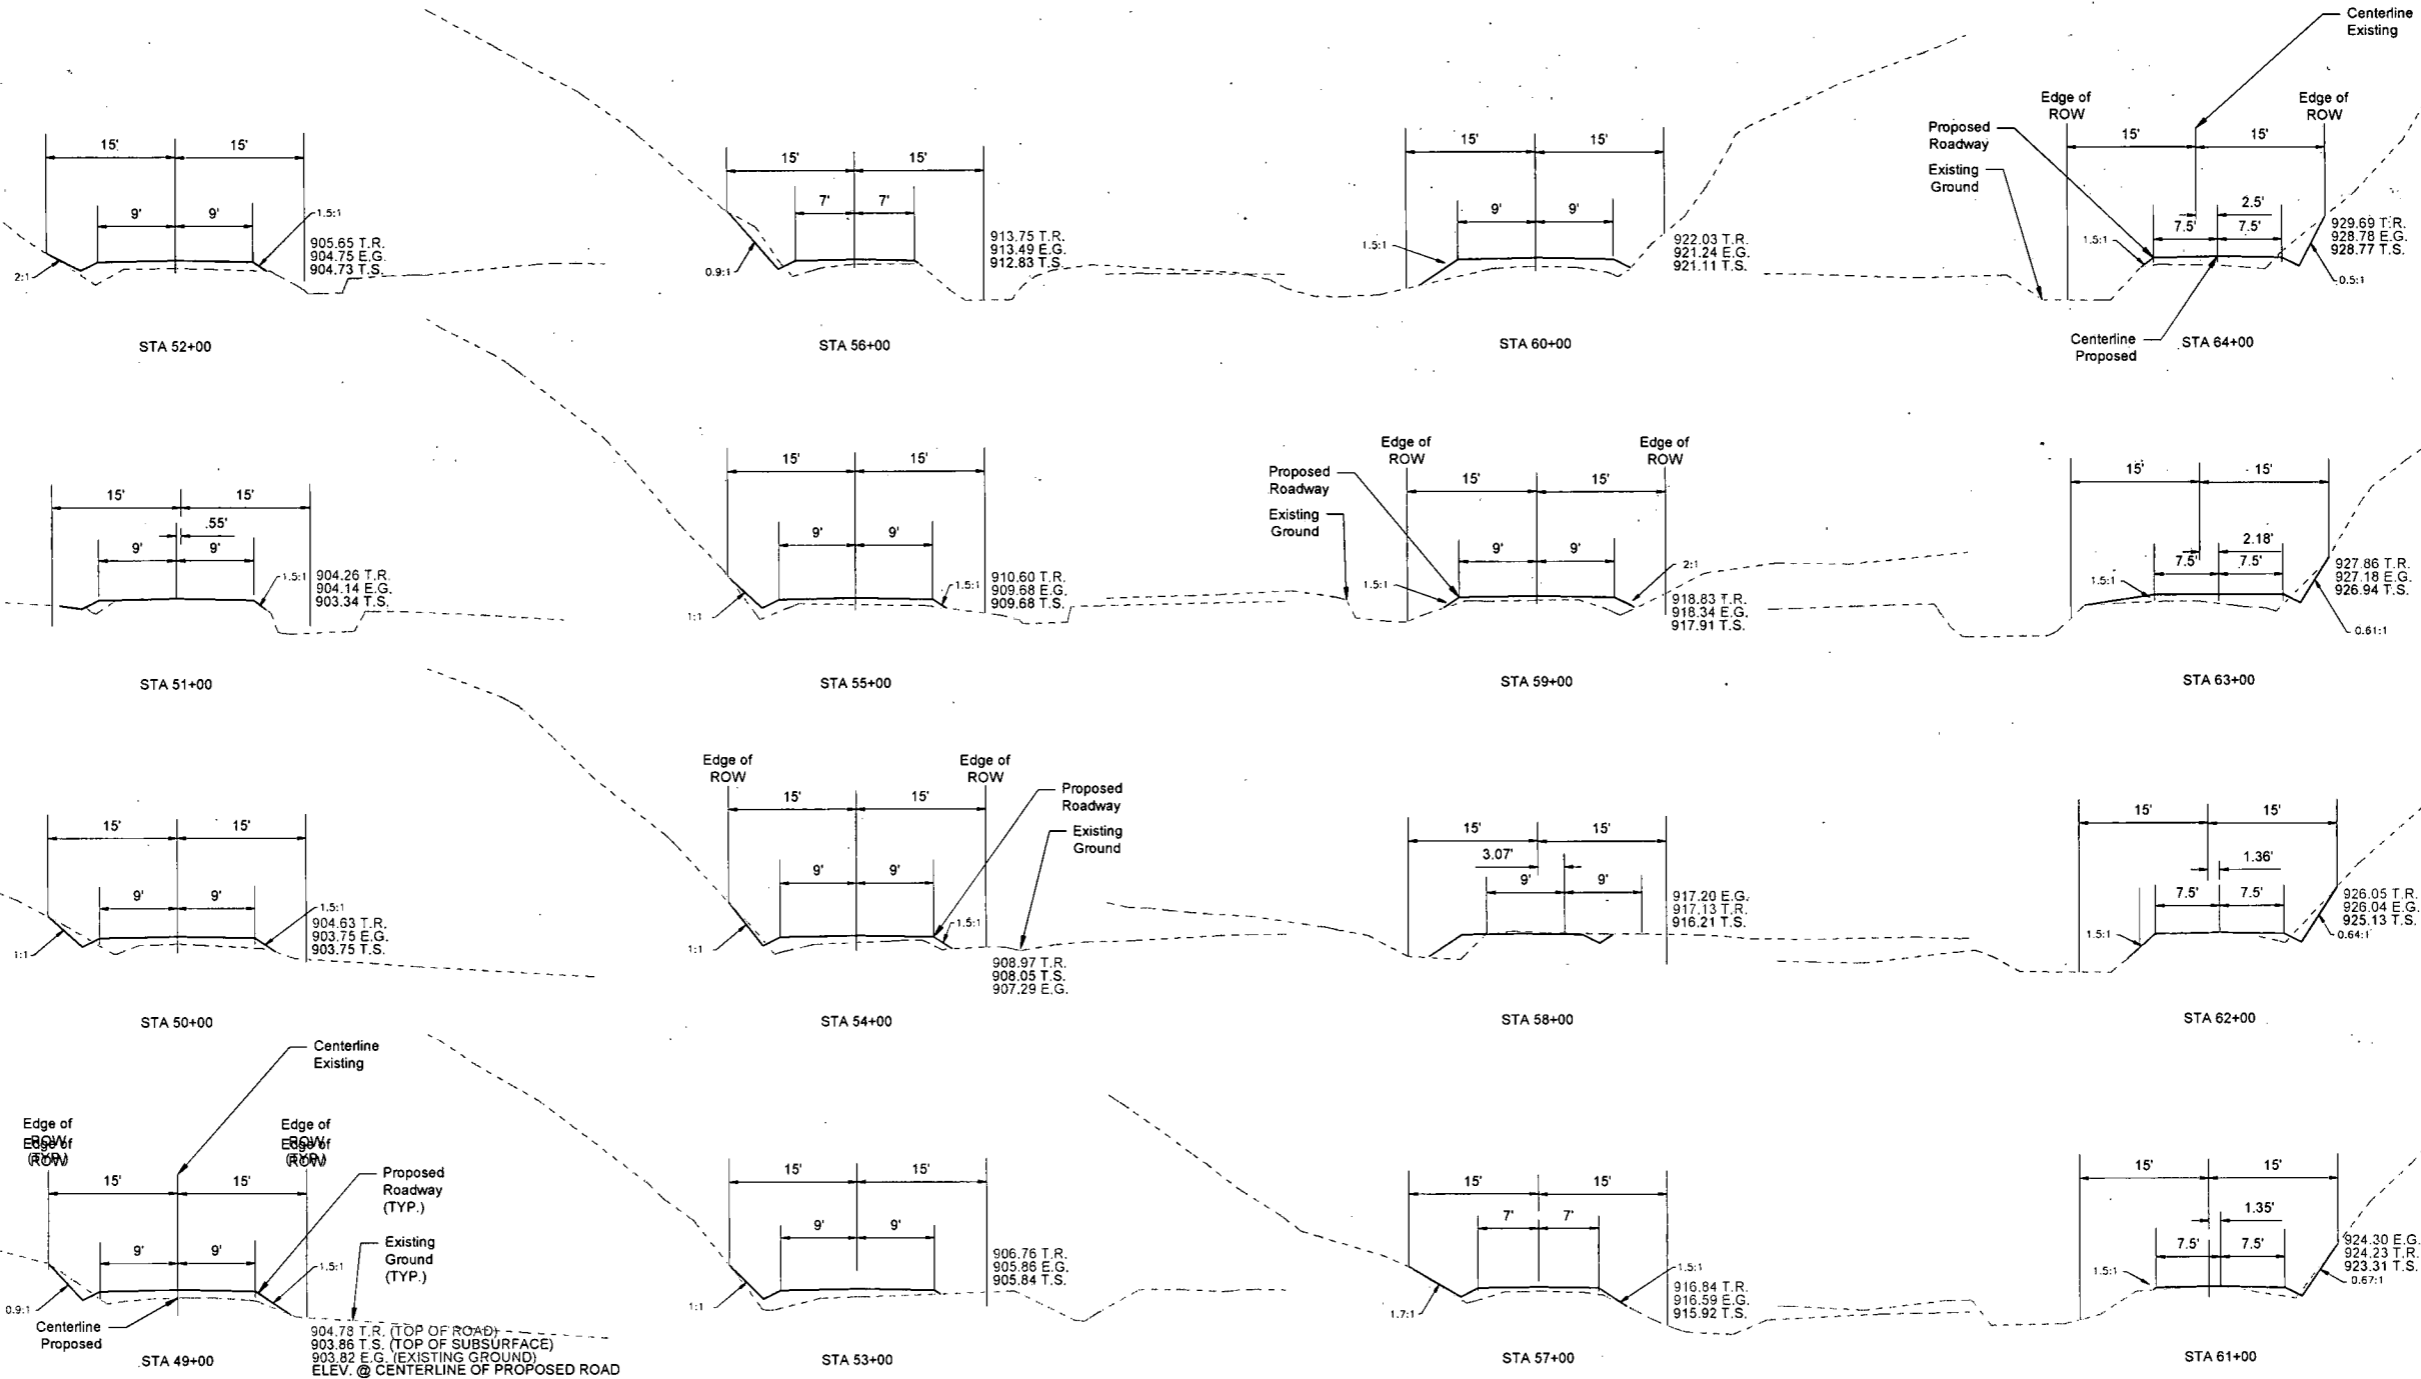 Centerline
Existing
Edge of
ROW
Edge of
ROW
Proposed
Roadway
Existing
Ground
15'
15'
9'
9'
1.5:1
2:1
905.65 T.R.
904.75 E.G.
904.73 T.S.
STA 52+00
15'
15'
7'
7'
0.9:1
913.75 T.R.
913.49 E.G.
912.83 T.S.
STA 56+00
15'
15'
9'
9'
1.5:1
922.03 T.R.
921.24 E.G.
921.11 T.S.
STA 60+00
15'
15'
2.5'
7.5'
7.5'
1.5:1
0.5:1
929.69 T.R.
928.78 E.G.
928.77 T.S.
Centerline
Proposed
STA 64+00
15'
15'
.55'
9'
9'
1.5:1
904.26 T.R.
904.14 E.G.
903.34 T.S.
STA 51+00
15'
15'
9'
9'
1.5:1
1:1
910.60 T.R.
909.68 E.G.
909.68 T.S.
STA 55+00
Edge of
ROW
Edge of
ROW
Proposed
Roadway
Existing
Ground
15'
15'
9'
9'
1.5:1
2:1
918.83 T.R.
918.34 E.G.
917.91 T.S.
STA 59+00
15'
15'
2.18'
7.5'
7.5'
1.5:1
0.61:1
927.86 T.R.
927.18 E.G.
926.94 T.S.
STA 63+00
15'
15'
9'
9'
1.5:1
1:1
904.63 T.R.
903.75 E.G.
903.75 T.S.
STA 50+00
Edge of
ROW
Edge of
ROW
Proposed
Roadway
Existing
Ground
15'
15'
9'
9'
1.5:1
1:1
908.97 T.R.
908.05 T.S.
907.29 E.G.
STA 54+00
15'
15'
3.07'
9'
9'
917.20 E.G.
917.13 T.R.
916.21 T.S.
STA 58+00
15'
15'
1.36'
7.5'
7.5'
1.5:1
0.64:1
926.05 T.R.
926.04 E.G.
925.13 T.S.
STA 62+00
Centerline
Existing
Edge of
ROW
Edge of
ROW
(TYP.)
Edge of
ROW
Edge of
ROW
(TYP.)
Proposed
Roadway
(TYP.)
Existing
Ground
(TYP.)
15'
15'
9'
9'
1.5:1
0.9:1
Centerline
Proposed
904.78 T.R. (TOP OF ROAD)
903.86 T.S. (TOP OF SUBSURFACE)
903.82 E.G. (EXISTING GROUND)
ELEV. @ CENTERLINE OF PROPOSED ROAD
STA 49+00
15'
15'
9'
9'
1:1
906.76 T.R.
905.86 E.G.
905.84 T.S.
STA 53+00
15'
15'
7'
7'
1.5:1
1.7:1
916.84 T.R.
916.59 E.G.
915.92 T.S.
STA 57+00
15'
15'
1.35'
7.5'
7.5'
1.5:1
0.67:1
924.30 E.G.
924.23 T.R.
923.31 T.S.
STA 61+00